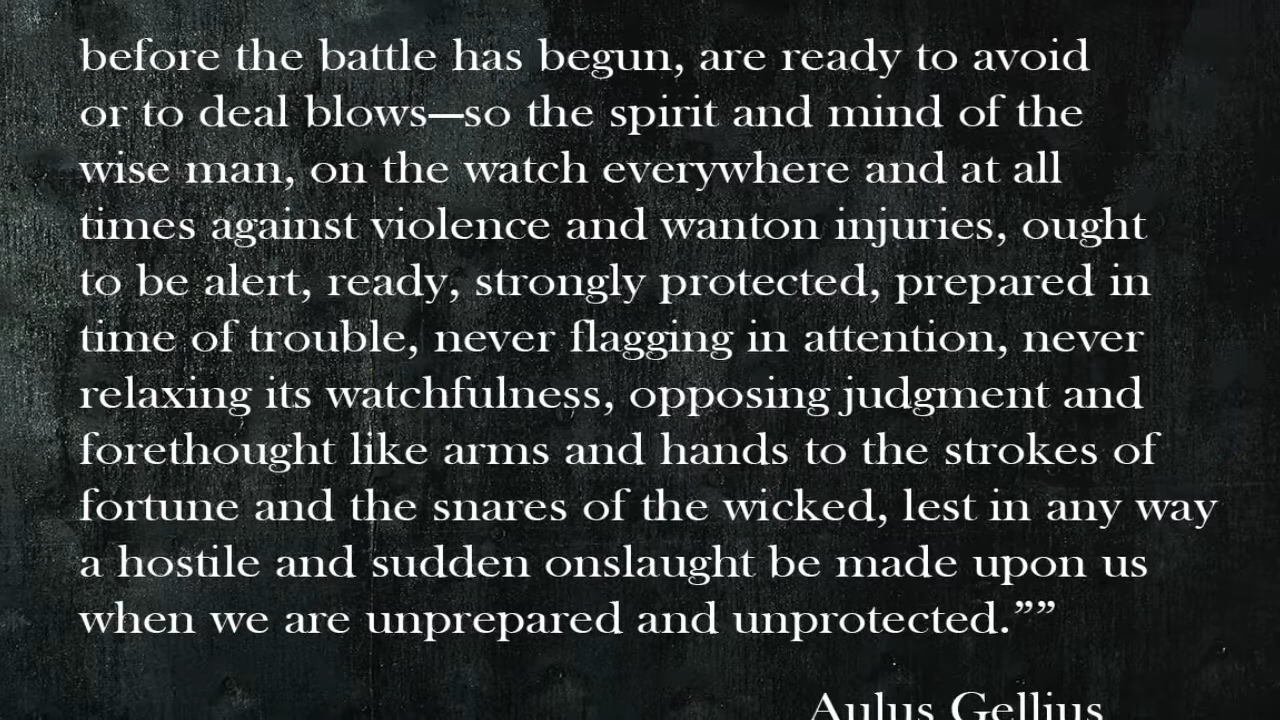 before the battle has begun, are ready to avoid
or to deal blows—so the spirit and mind of the
wise man, on the watch everywhere and at all
times against violence and wanton injuries, ought
to be alert, ready, strongly protected, prepared in
time of trouble, never flagging in attention, never
relaxing its watchfulness, opposing judgment and
forethought like arms and hands to the strokes of
fortune and the snares of the wicked, lest in any way
a hostile and sudden onslaught be made upon us
when we are unprepared and unprotected.””
Aulus Gellius